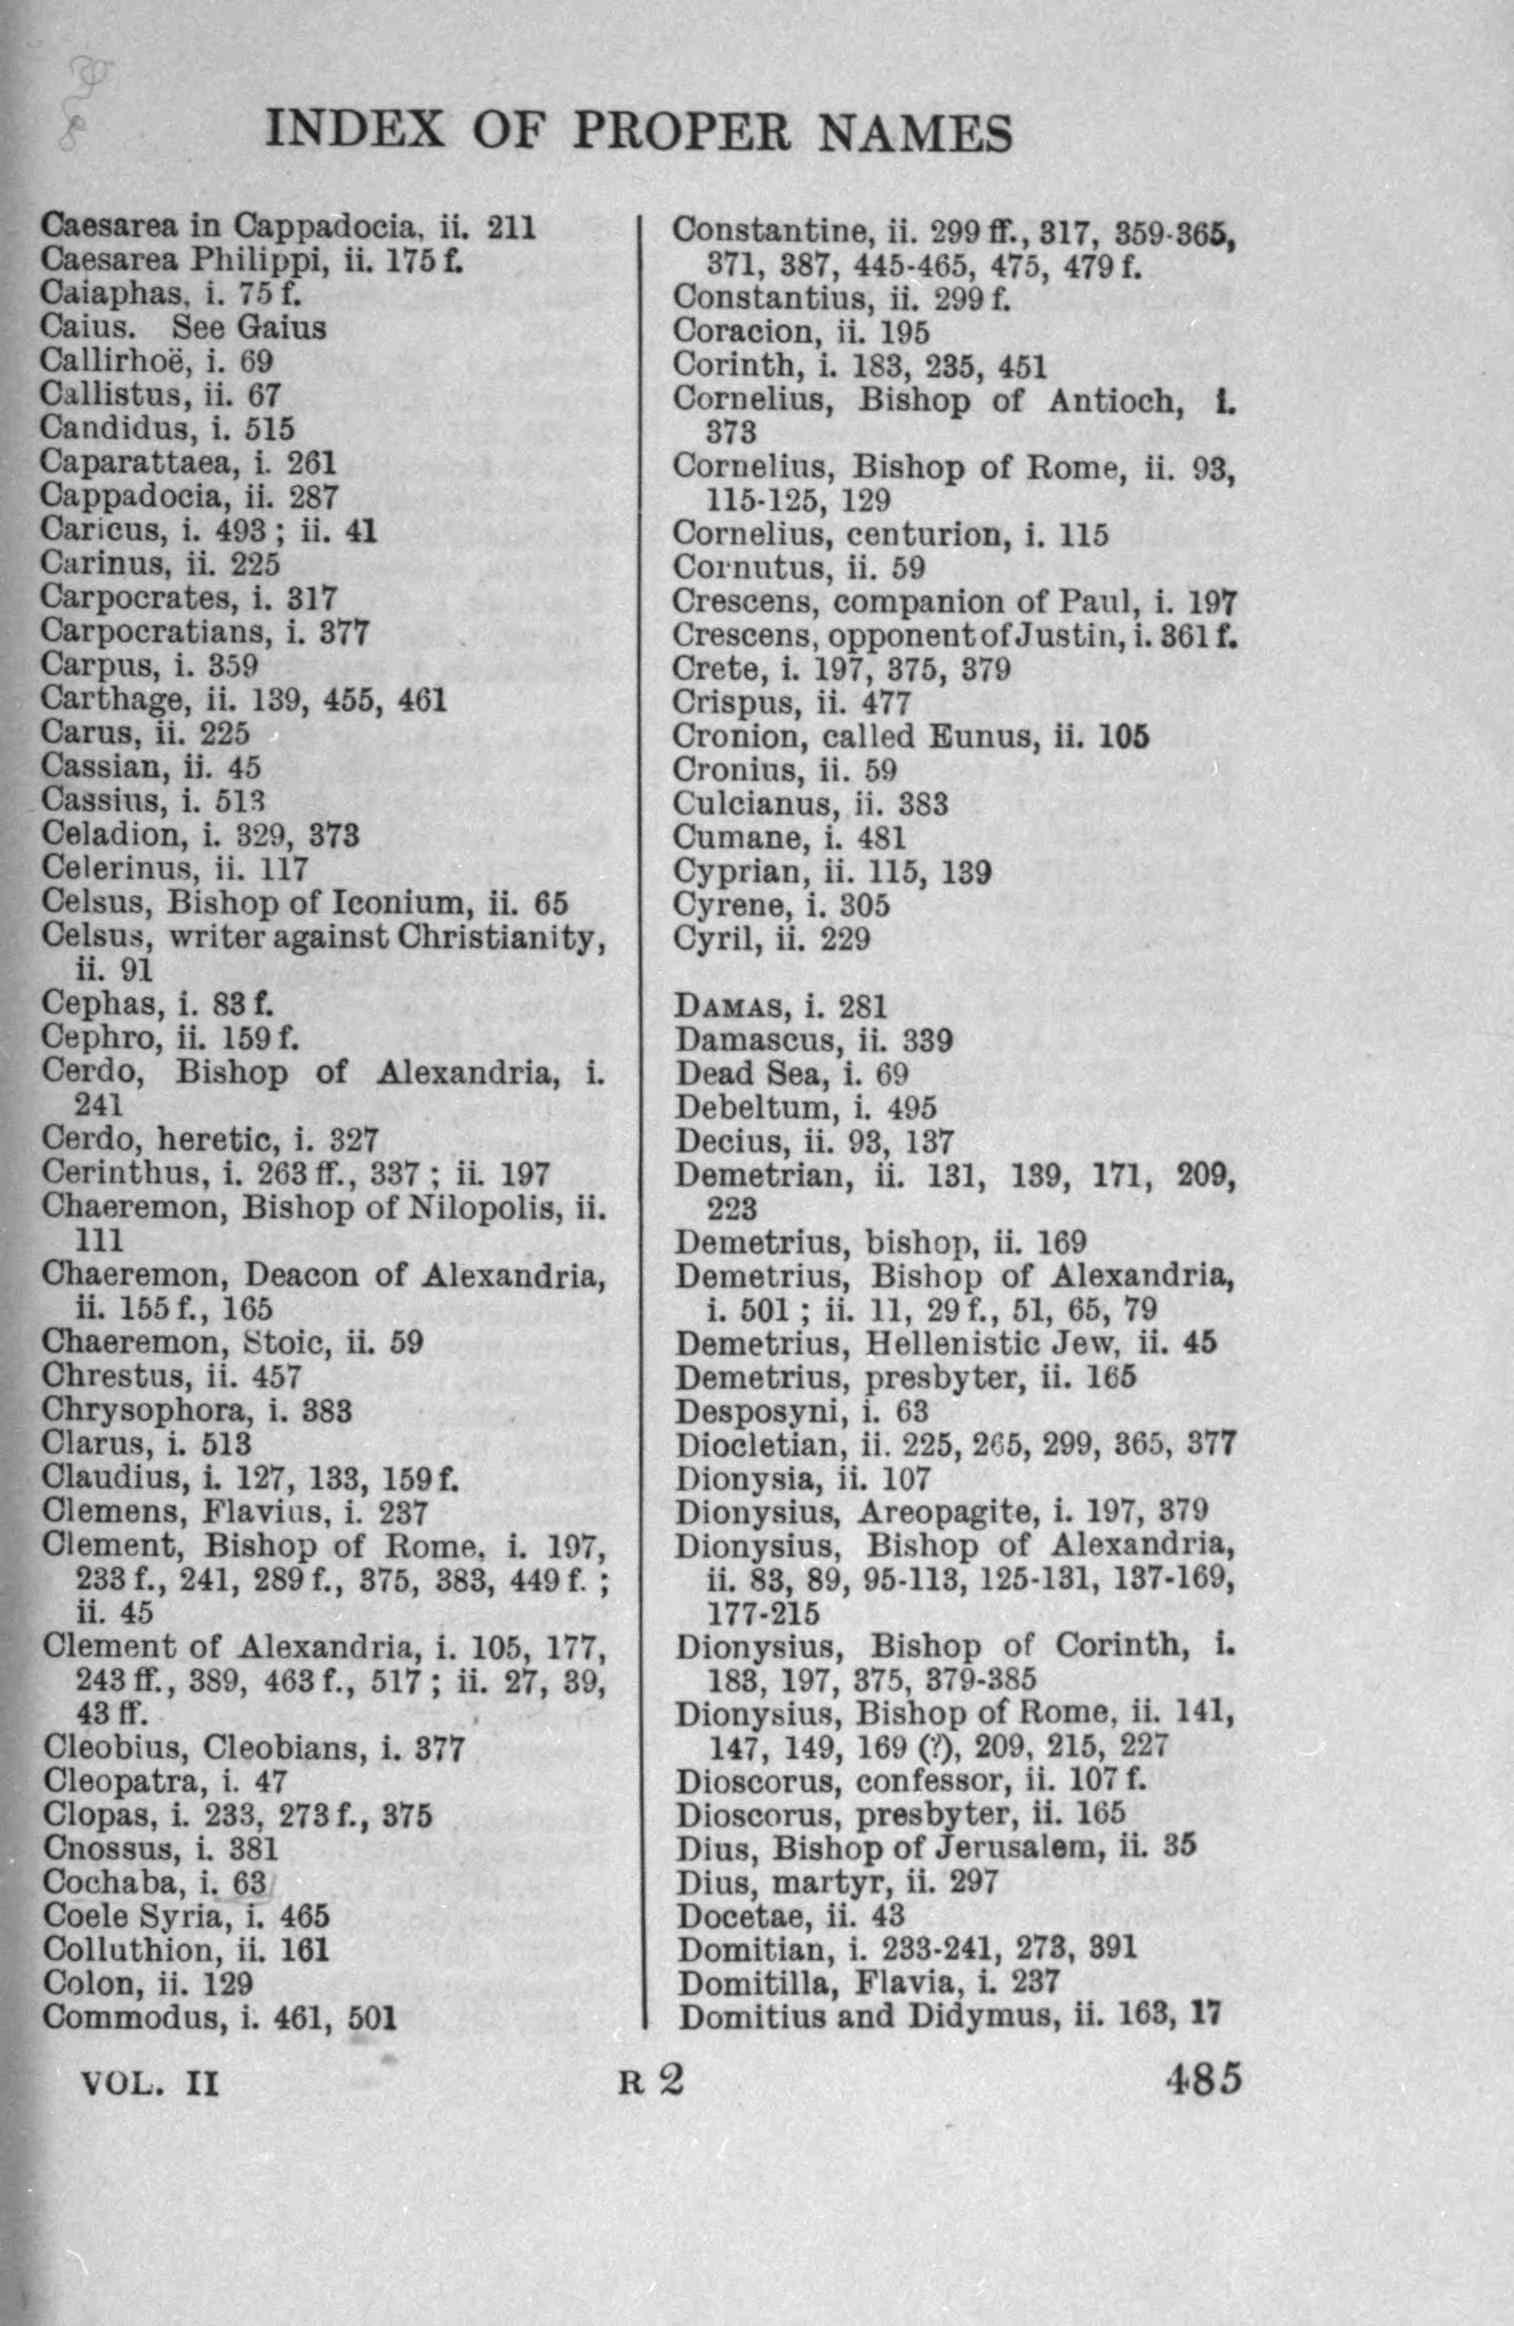 INDEX OF PROPER NAMES
Caesarea in Cappadocia, ii. 211
Caesarea Philippi, ii. 175 f.
Caiaphas, i. 75 f.
Caius. See Gaius
Callirhoë, i. 69
Callistus, ii. 67
Candidus, i. 515
Caparattaea, i. 261
Cappadocia, ii. 287
Caricus, i. 493 ; ii. 41
Carinus, ii. 225
Carpocrates, i. 317
Carpocratians, i. 377
Carpus, i. 359
Carthage, ii. 139, 455, 461
Carus, ii. 225
Cassian, ii. 45
Cassius, i. 513
Celadion, i. 329, 373
Celerinus, ii. 117
Celsus, Bishop of Iconium, ii. 65
Celsus, writer against Christianity,
ii. 91
Cephas, i. 83 f.
Cephro, ii. 159 f.
Cerdo, Bishop of Alexandria, i.
241
Cerdo, heretic, i. 327
Cerinthus, i. 263 ff., 337 ; ii. 197
Chaeremon, Bishop of Nilopolis, ii.
111
Chaeremon, Deacon of Alexandria,
ii. 155 f., 165
Chaeremon, Stoic, ii. 59
Chrestus, ii. 457
Chrysophora, i. 383
Clarus, i. 513
Claudius, i. 127, 133, 159 f.
Clemens, Flavius, i. 237
Clement, Bishop of Rome, i. 197,
233 f., 241, 289 f., 375, 383, 449 f. ;
ii. 45
Clement of Alexandria, i. 105, 177,
243 ff., 389, 463 f., 517 ; ii. 27, 39,
43 ff.
Cleobius, Cleobians, i. 377
Cleopatra, i. 47
Clopas, i. 233, 273 f., 375
Cnossus, i. 381
Cochaba, i. 63
Coele Syria, i. 465
Colluthion, ii. 161
Colon, ii. 129
Commodus, i. 461, 501
Constantine, ii. 299 ff., 317, 359-365,
371, 387, 445-465, 475, 479 f.
Constantius, ii. 299 f.
Coracion, ii. 195
Corinth, i. 183, 235, 451
Cornelius, Bishop of Antioch, i.
373
Cornelius, Bishop of Rome, ii. 93,
115-125, 129
Cornelius, centurion, i. 115
Cornutus, ii. 59
Crescens, companion of Paul, i. 197
Crescens, opponent of Justin, i. 361 f.
Crete, i. 197, 375, 379
Crispus, ii. 477
Cronion, called Eunus, ii. 105
Cronius, ii. 59
Culcianus, ii. 383
Cumane, i. 481
Cyprian, ii. 115, 139
Cyrene, i. 305
Cyril, ii. 229
DAMAS, i. 281
Damascus, ii. 339
Dead Sea, i. 69
Debeltum, i. 495
Decius, ii. 93, 137
Demetrian, ii. 131, 139, 171, 209,
223
Demetrius, bishop, ii. 169
Demetrius, Bishop of Alexandria,
i. 501 ; ii. 11, 29 f., 51, 65, 79
Demetrius, Hellenistic Jew, ii. 45
Demetrius, presbyter, ii. 165
Desposyni, i. 63
Diocletian, ii. 225, 265, 299, 365, 377
Dionysia, ii. 107
Dionysius, Areopagite, i. 197, 379
Dionysius, Bishop of Alexandria,
ii. 83, 89, 95-113, 125-131, 137-169,
177-215
Dionysius, Bishop of Corinth, i.
183, 197, 375, 379-385
Dionysius, Bishop of Rome, ii. 141,
147, 149, 169 (?), 209, 215, 227
Dioscorus, confessor, ii. 107 f.
Dioscorus, presbyter, ii. 165
Dius, Bishop of Jerusalem, ii. 35
Dius, martyr, ii. 297
Docetae, ii. 43
Domitian, i. 233-241, 273, 391
Domitilla, Flavia, i. 237
Domitius and Didymus, ii. 163, 17
VOL. II R 2 485